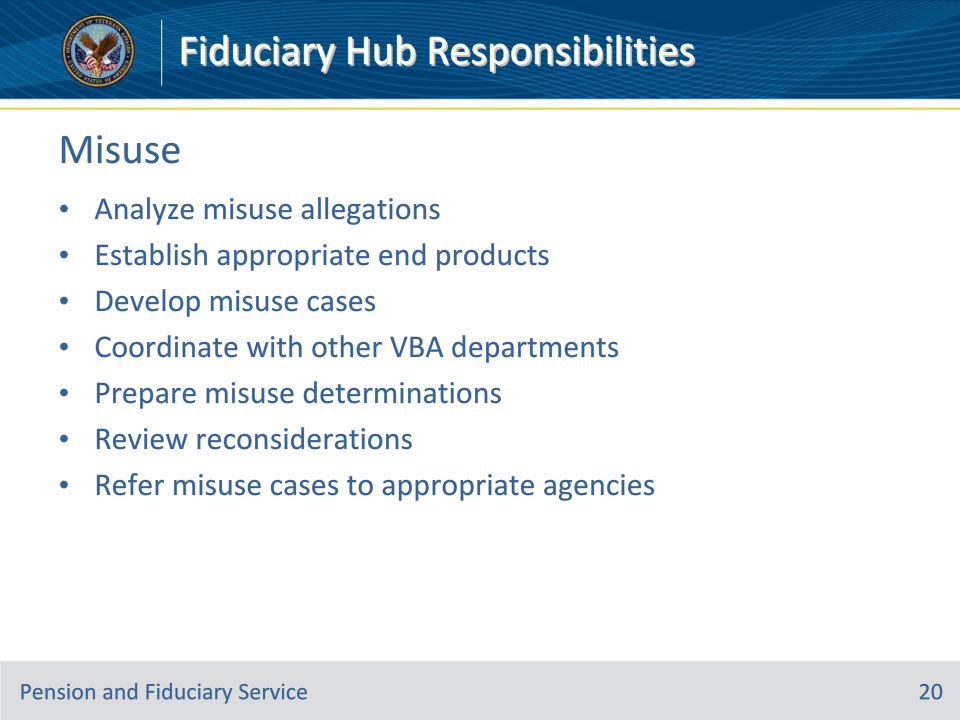 Fiduciary Hub Responsibilities
Misuse
• Analyze misuse allegations
• Establish appropriate end products
• Develop misuse cases
• Coordinate with other VBA departments
• Prepare misuse determinations
• Review reconsiderations
• Refer misuse cases to appropriate agencies
Pension and Fiduciary Service
20